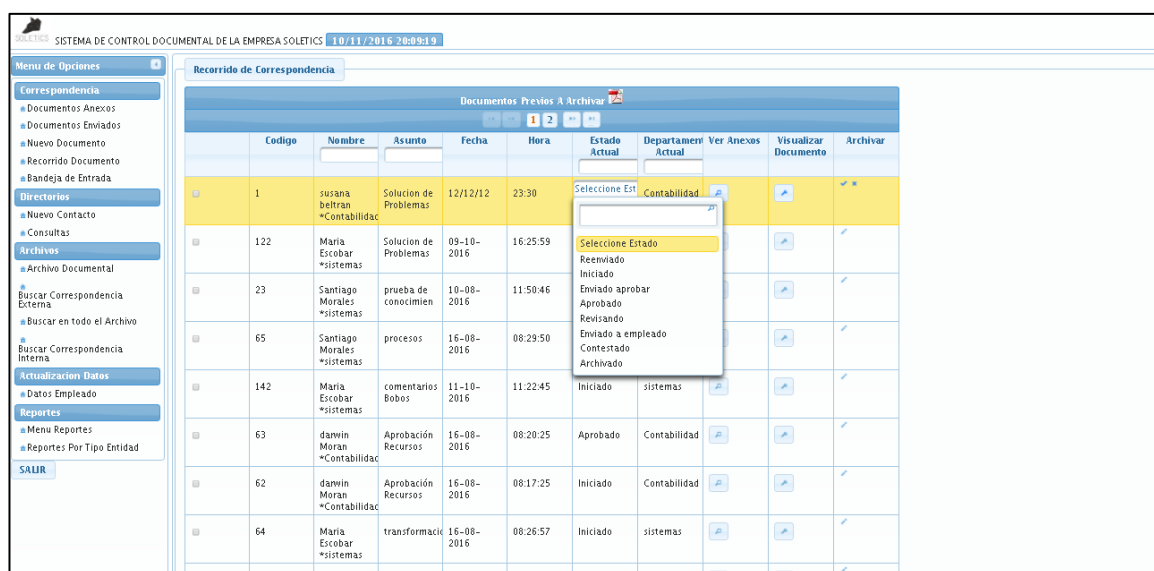 SOLETICS
SISTEMA DE CONTROL DOCUMENTAL DE LA EMPRESA SOLETICS 10/11/2016 20:09:19
Menu de Opciones
Correspondencia
Documentos Anexos
Documentos Enviados
Nuevo Documento
Recorrido Documento
Bandeja de Entrada
Directorios
Nuevo Contacto
Consultas
Archivos
Archivo Documental
Buscar Correspondencia
Externa
Buscar en todo el Archivo
Buscar Correspondencia
Interna
Actualizacion Datos
Datos Empleado
Reportes
Menu Reportes
Reportes Por Tipo Entidad
SALIR
Recorrido de Correspondencia
Documentos Previos A Archivar
1 2
Codigo Nombre Asunto Fecha Hora Estado Departament Ver Anexos Visualizar Archivar
Actual Actual Documento
1 susana Solucion de 12/12/12 23:30 Seleccione Est Contabilidad
beltran Problemas
*Contabilidad
Seleccione Estado
Reenviado
Iniciado
Enviado aprobar
Aprobado
Revisando
Enviado a empleado
Contestado
Archivado
122 Maria Solucion de 09-10- 16:25:59
Escobar Problemas 2016
*sistemas
23 Santiago prueba de 10-08- 11:50:46
Morales conocimien 2016
*sistemas
65 Santiago procesos 16-08- 08:29:50
Morales 2016
*sistemas
142 Maria comentarios 11-10- 11:22:45 Iniciado sistemas
Escobar Bobos 2016
*sistemas
63 darwin Aprobación 16-08- 08:20:25 Aprobado Contabilidad
Moran Recursos 2016
*Contabilidad
62 darwin Aprobación 16-08- 08:17:25 Iniciado Contabilidad
Moran Recursos 2016
*Contabilidad
64 Maria transformacio 16-08- 08:26:57 Iniciado sistemas
Escobar 2016
*sistemas